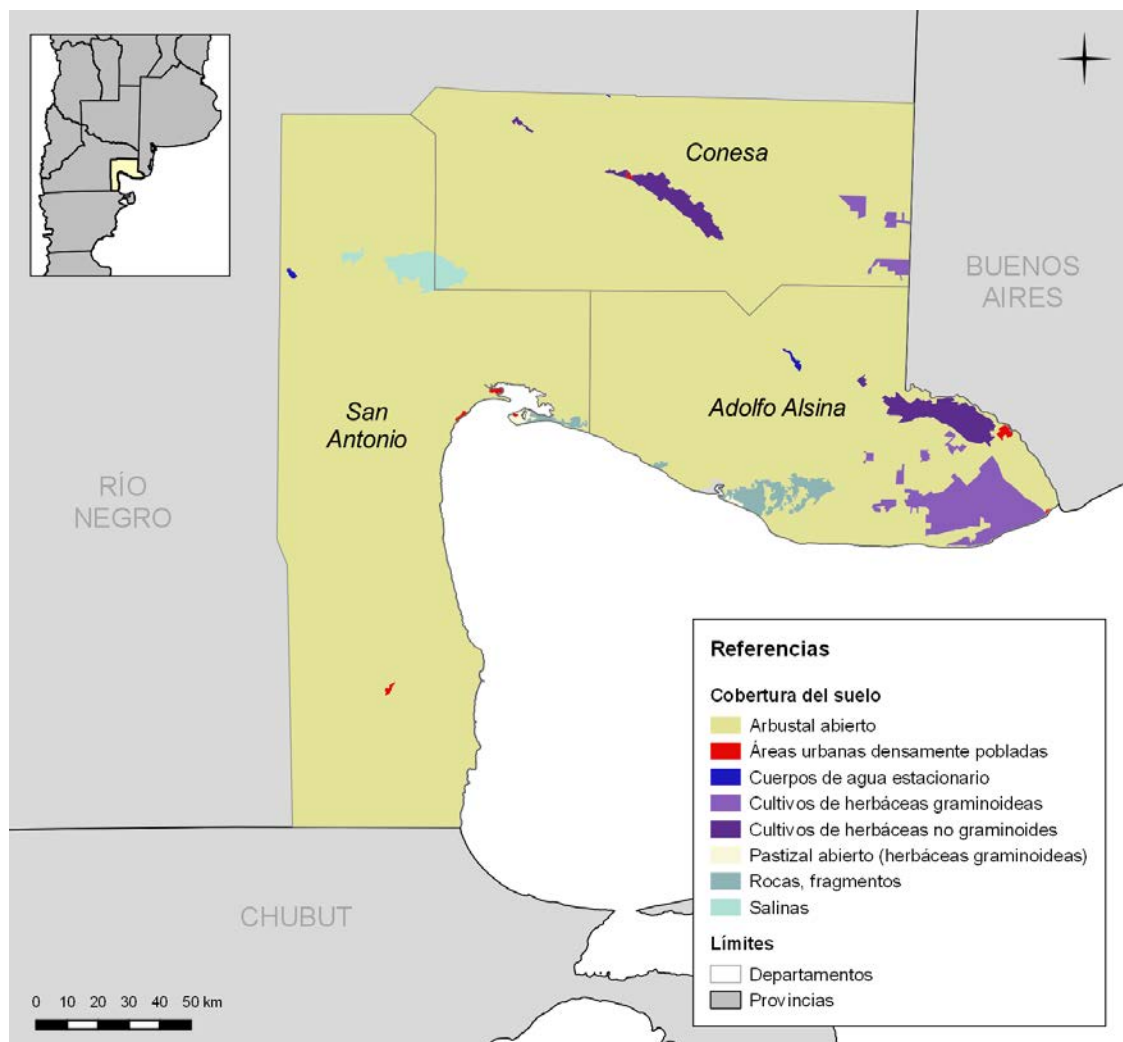 Conesa
BUENOS
AIRES
San
Antonio
Adolfo Alsina
RÍO
NEGRO
CHUBUT
Referencias
Cobertura del suelo
Arbustal abierto
Áreas urbanas densamente pobladas
Cuerpos de agua estacionario
Cultivos de herbáceas graminoideas
Cultivos de herbáceas no graminoides
Pastizal abierto (herbáceas graminoideas)
Rocas, fragmentos
Salinas
Límites
Departamentos
Provincias
0 10 20 30 40 50 km